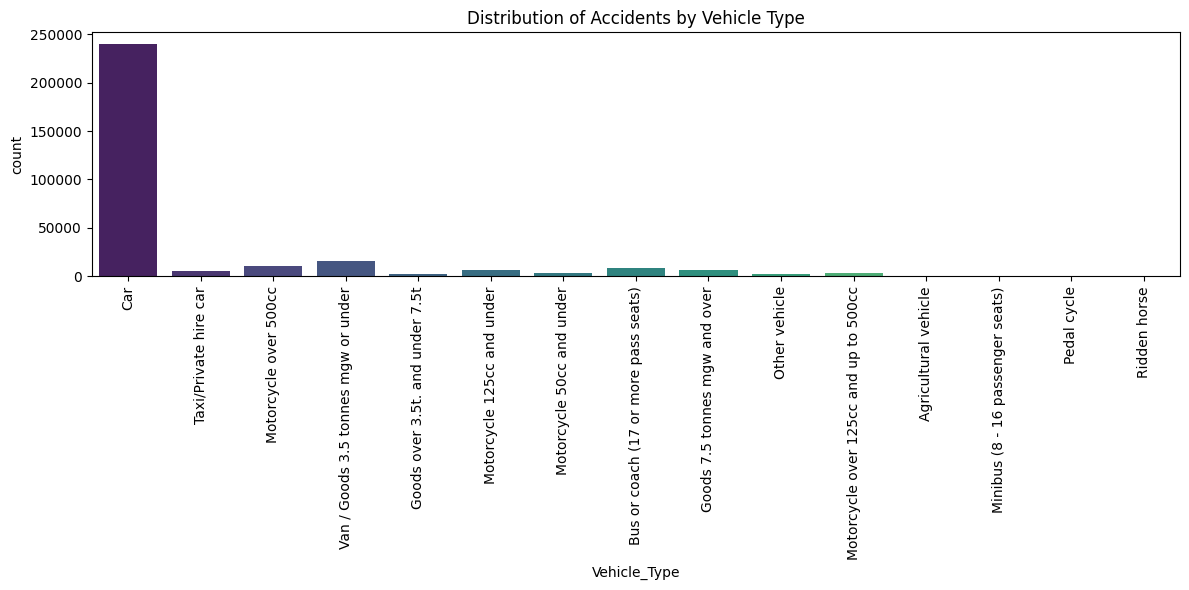 Distribution of Accidents by Vehicle Type
count
250000
200000
150000
100000
50000
0
Car
Taxi/Private hire car
Motorcycle over 500cc
Van / Goods 3.5 tonnes mgw or under
Goods over 3.5t. and under 7.5t
Motorcycle 125cc and under
Motorcycle 50cc and under
Bus or coach (17 or more pass seats)
Goods 7.5 tonnes mgw and over
Other vehicle
Motorcycle over 125cc and up to 500cc
Agricultural vehicle
Minibus (8 - 16 passenger seats)
Pedal cycle
Ridden horse
Vehicle_Type